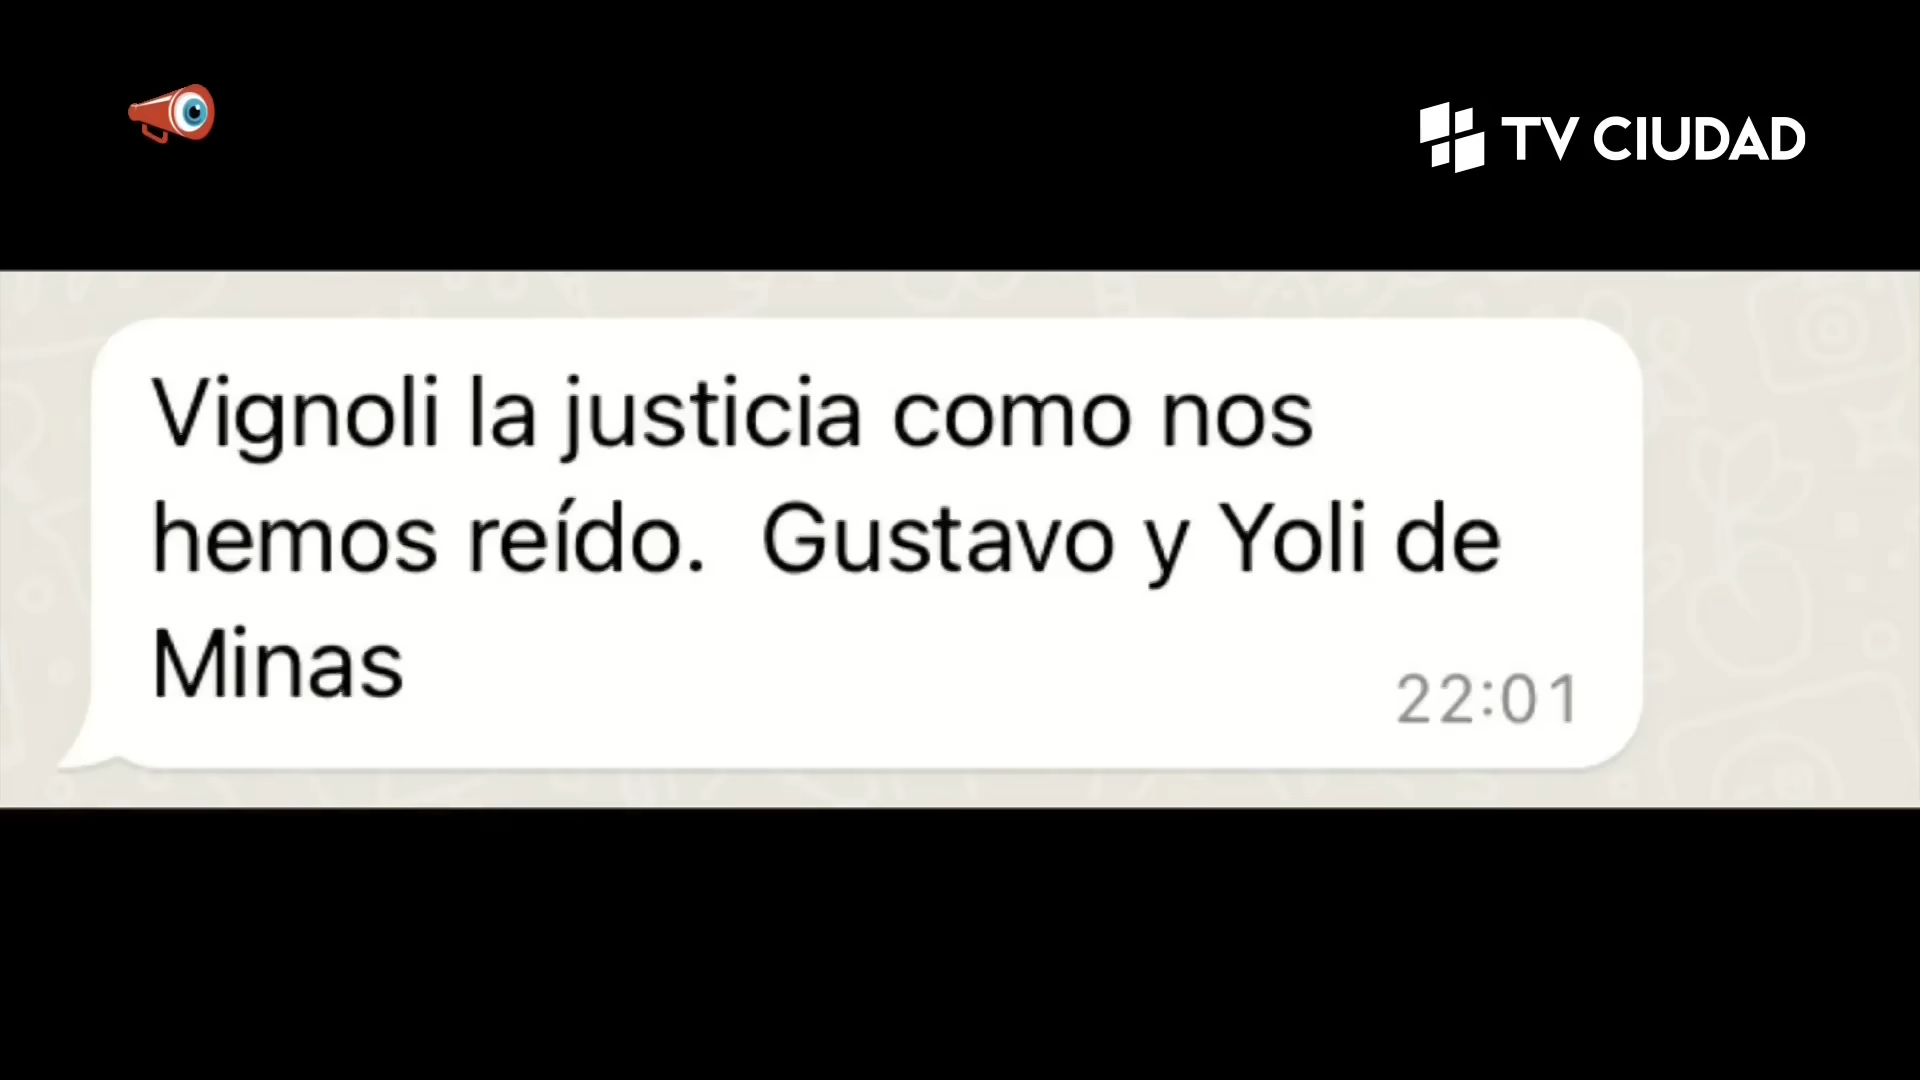 TV CIUDAD
Vignoli la justicia como nos
hemos reído.  Gustavo y Yoli de
Minas
22:01